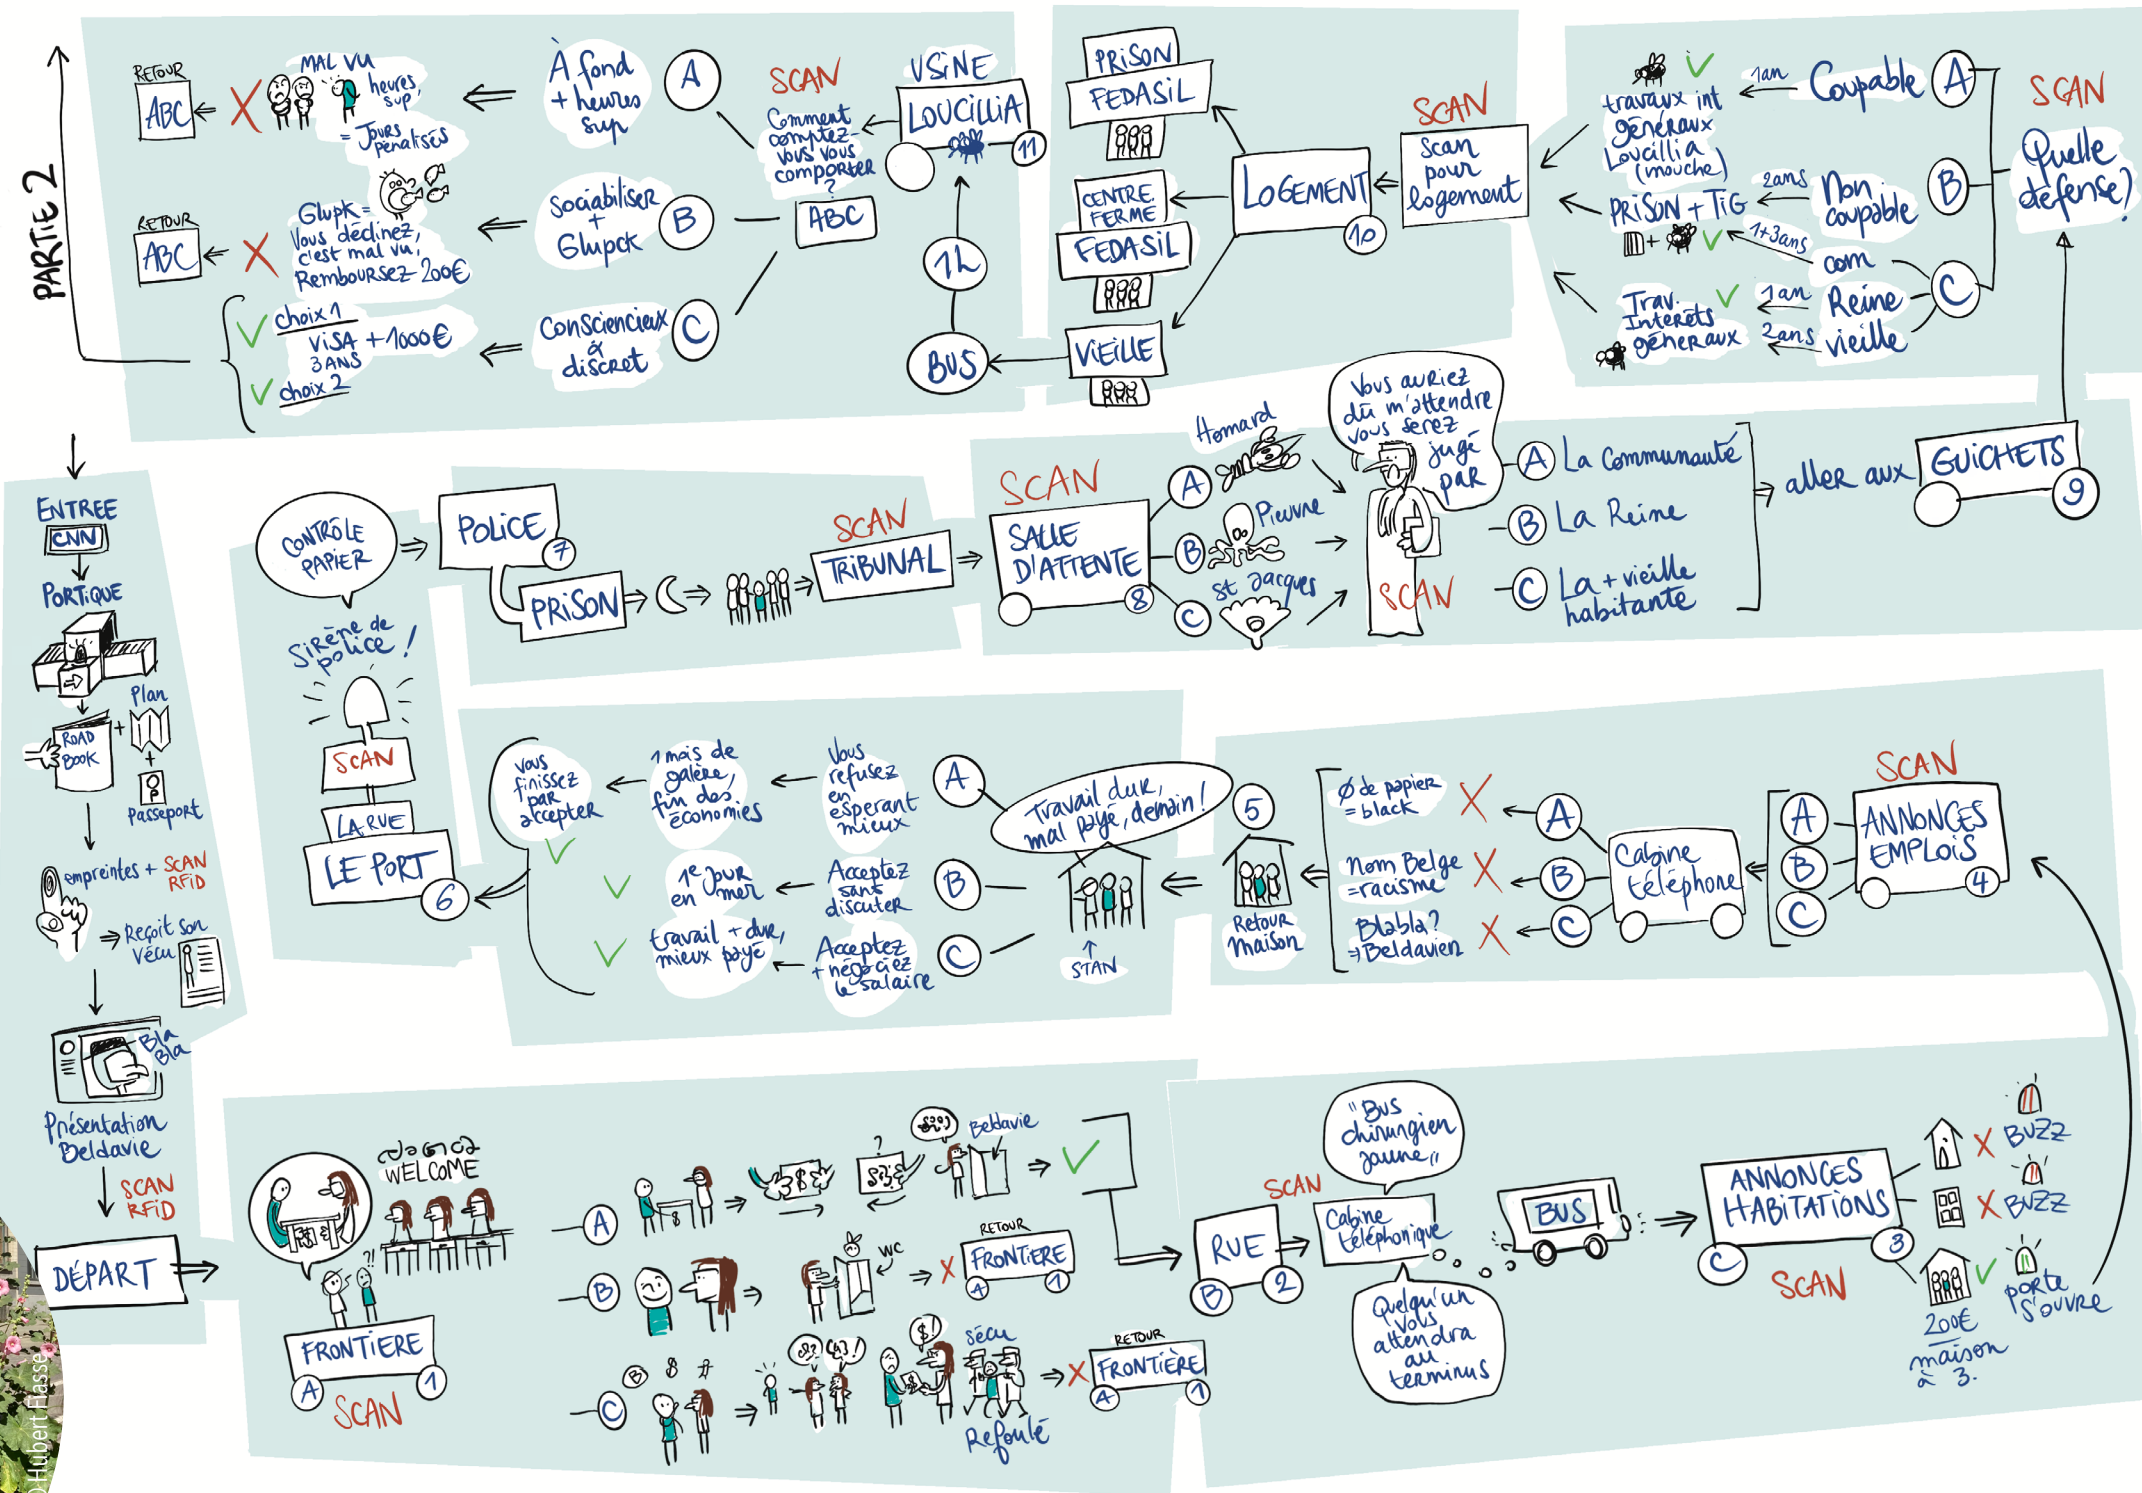 PARTIE 2
RETOUR
ABC
MAL VU
heures
sup
= Jours
pénalisés
À fond
+ heures
sup
A
SCAN
Comment
comptez-
vous vous
comporter
?
ABC
USINE
LOUCILLIA
11
RETOUR
ABC
Glupk =
Vous déclinez,
c'est mal vu,
Remboursez 200€
Sociabiliser
+
Glupck
B
choix 1
VISA + 1000€
3 ANS
choix 2
Consciencieux
&
discret
C
1h
BUS
PRISON
FEDASIL
CENTRE
FERME
FEDASIL
VIEILLE
LOGEMENT
10
SCAN
Scan
pour
logement
travaux int
généraux
Loucillia
(mouche)
1an
Coupable
A
SCAN
Quelle
défense?
PRISON + TIG
2ans
Non
coupable
B
1+3ans
com
C
Trav.
Interêts
géneraux
1an
Reine
2ans
vieille
ENTREE
CNN
PORTIQUE
Plan
+
ROAD
BOOK
+
Passeport
empreintes + SCAN
RFiD
Reçoit son
vécu
Bla
Bla
Présentation
Beldavie
SCAN
RFiD
DÉPART
CONTRÔLE
PAPIER
Sirène de
police !
SCAN
LA RUE
LE PORT
6
POLICE
7
PRISON
SCAN
TRIBUNAL
SCAN
SALLE
D'ATTENTE
8
A
Homard
B
Pieuvre
C
St Jacques
Vous auriez
dû m'attendre
vous serez
jugé
par
SCAN
A La Communauté
B La Reine
C La + vieille
habitante
aller aux
GUICHETS
9
vous
finissez
par
accepter
1 mois de
galère,
fin des
économies
Vous
refusez
en
esperant
mieux
A
1e jour
en mer
Acceptez
sans
discuter
B
travail + dur,
mieux payé
Acceptez
+ négociez
le salaire
C
Travail dur,
mal payé, demain!
STAN
5
Retour
maison
Ø de papier
= black
A
Nom Belge
= racisme
B
Blabla?
⇒ Beldavien
C
Cabine
téléphone
A
B
C
SCAN
ANNONCES
EMPLOIS
4
WELCOME
?!
FRONTIERE
A
1
SCAN
A
$
?
Beldavie
B
WC
RETOUR
FRONTIERE
A
1
C
B
$
$!
sécu
Refoulé
RETOUR
FRONTIÈRE
A
1
RUE
B
2
SCAN
Cabine
téléphonique
"Bus
chirurgien
jaune"
Quelqu'un
vous
attendra
au
terminus
BUS
ANNONCES
HABITATIONS
C
3
SCAN
BUZZ
BUZZ
porte
s'ouvre
200€
maison
à 3.
© Hubert Flasse